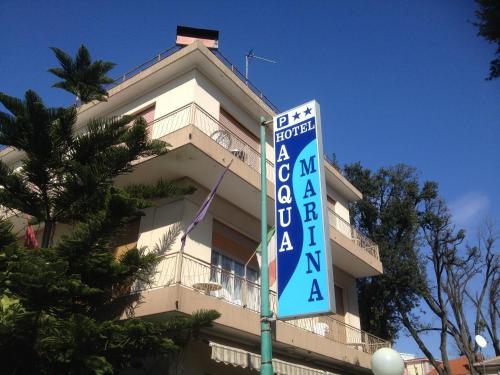 P ★★
HOTEL
ACQUA
MARINA